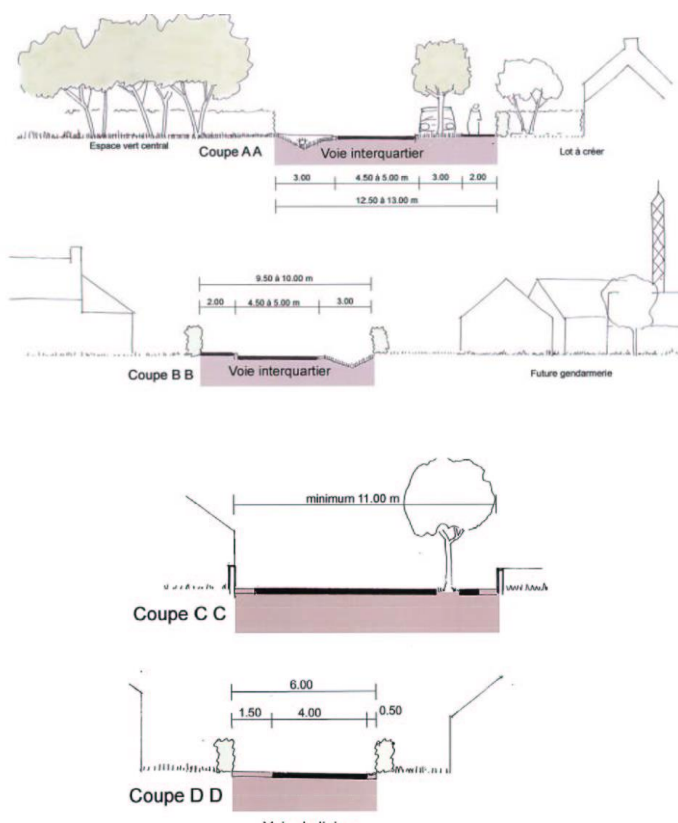 Espace vert central
Coupe A A
Voie interquartier
Lot à créer
3.00 4.50 à 5.00 m 3.00 2.00
12.50 à 13.00 m
9.50 à 10.00 m
2.00 4.50 à 5.00 m 3.00
Coupe B B
Voie interquartier
Future gendarmerie
minimum 11.00 m
Coupe C C
6.00
1.50 4.00 0.50
Coupe D D